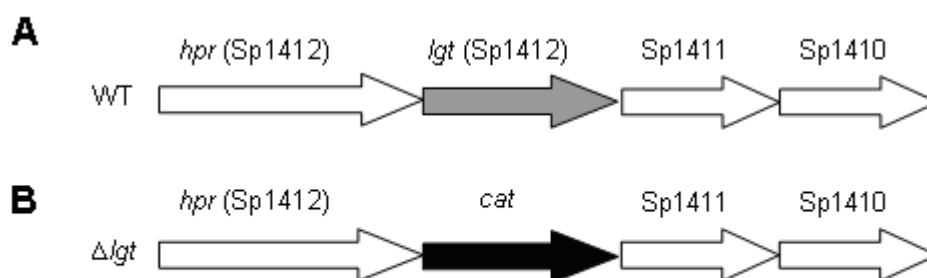 A
hpr (Sp1412) lgt (Sp1412) Sp1411 Sp1410
WT
B
hpr (Sp1412) cat Sp1411 Sp1410
Δlgt